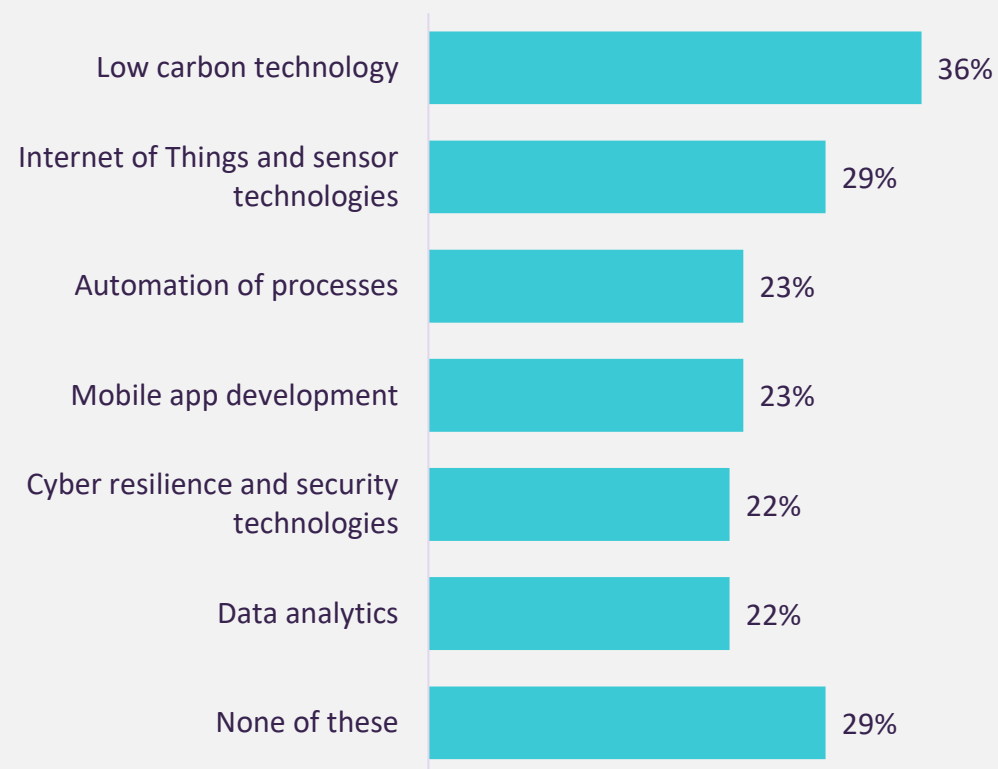 Low carbon technology
36%
Internet of Things and sensor
technologies
29%
Automation of processes
23%
Mobile app development
23%
Cyber resilience and security
technologies
22%
Data analytics
22%
None of these
29%